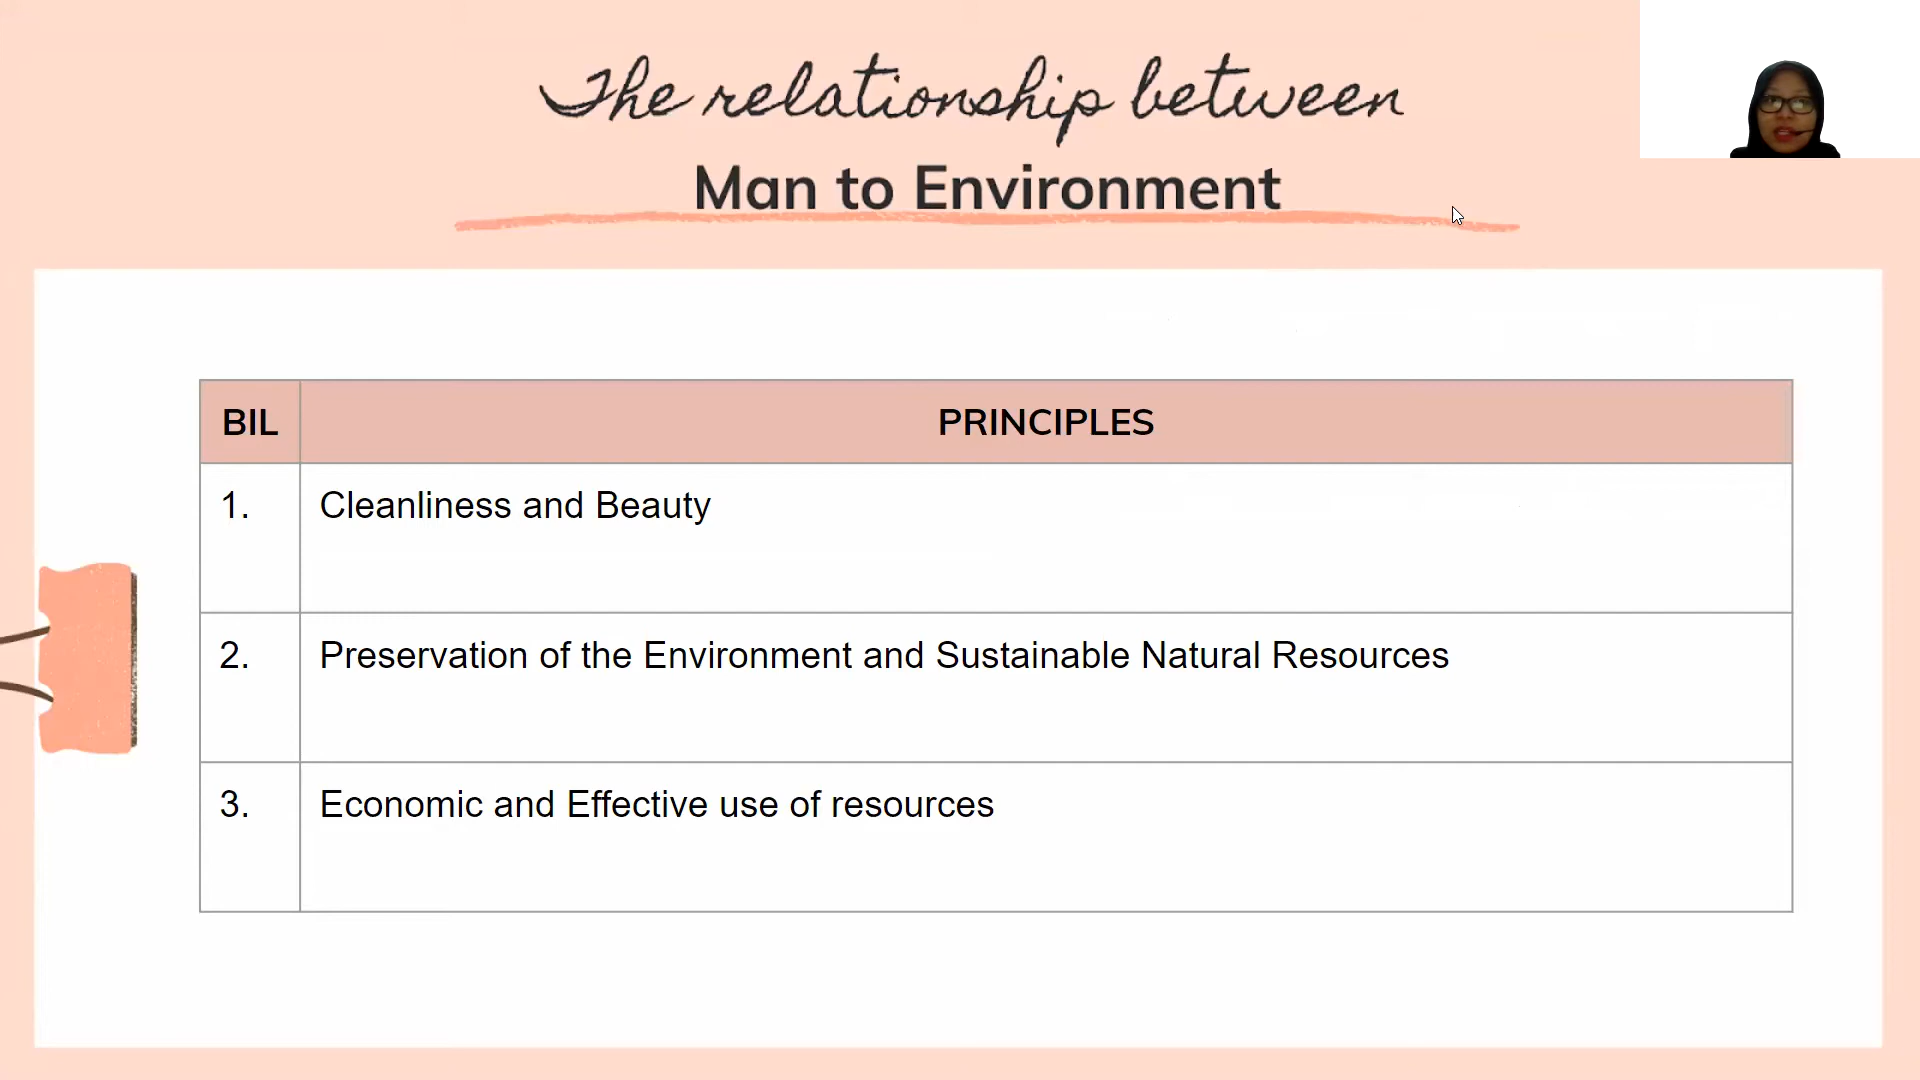 The relationship between
Man to Environment
BIL PRINCIPLES
1. Cleanliness and Beauty
2. Preservation of the Environment and Sustainable Natural Resources
3. Economic and Effective use of resources